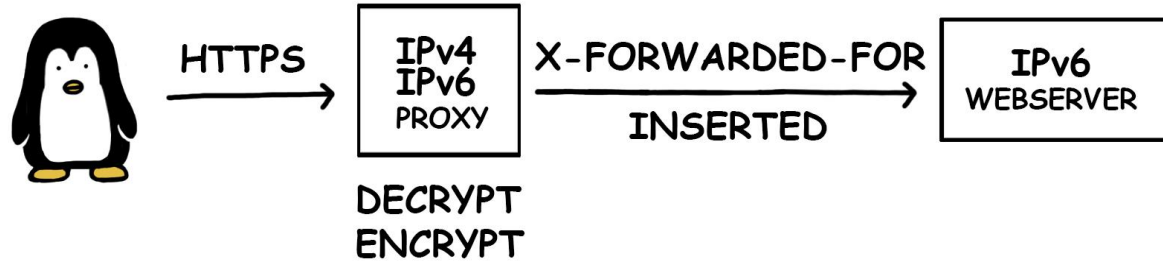 HTTPS
IPv4
IPv6
PROXY
X-FORWARDED-FOR
INSERTED
IPv6
WEBSERVER
DECRYPT
ENCRYPT